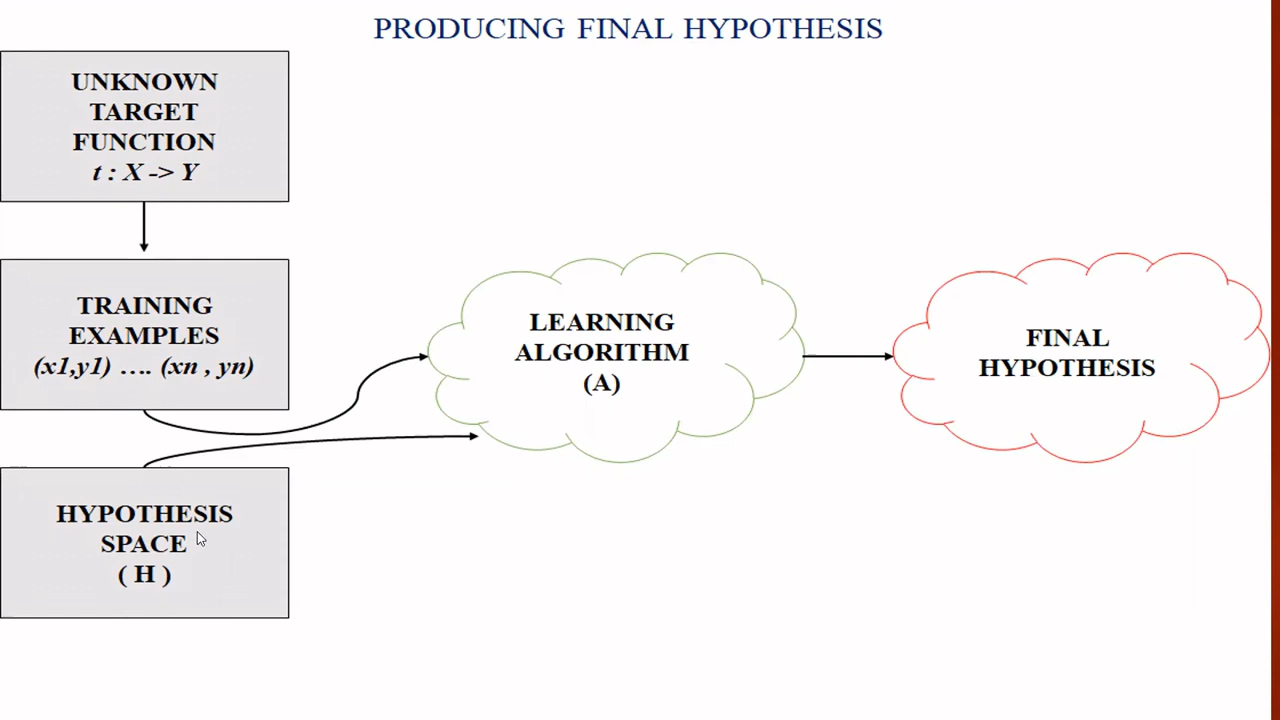 PRODUCING FINAL HYPOTHESIS
UNKNOWN
TARGET
FUNCTION
t : X -> Y
TRAINING
EXAMPLES
(x1,y1) …. (xn , yn)
HYPOTHESIS
SPACE
( H )
LEARNING
ALGORITHM
(A)
FINAL
HYPOTHESIS